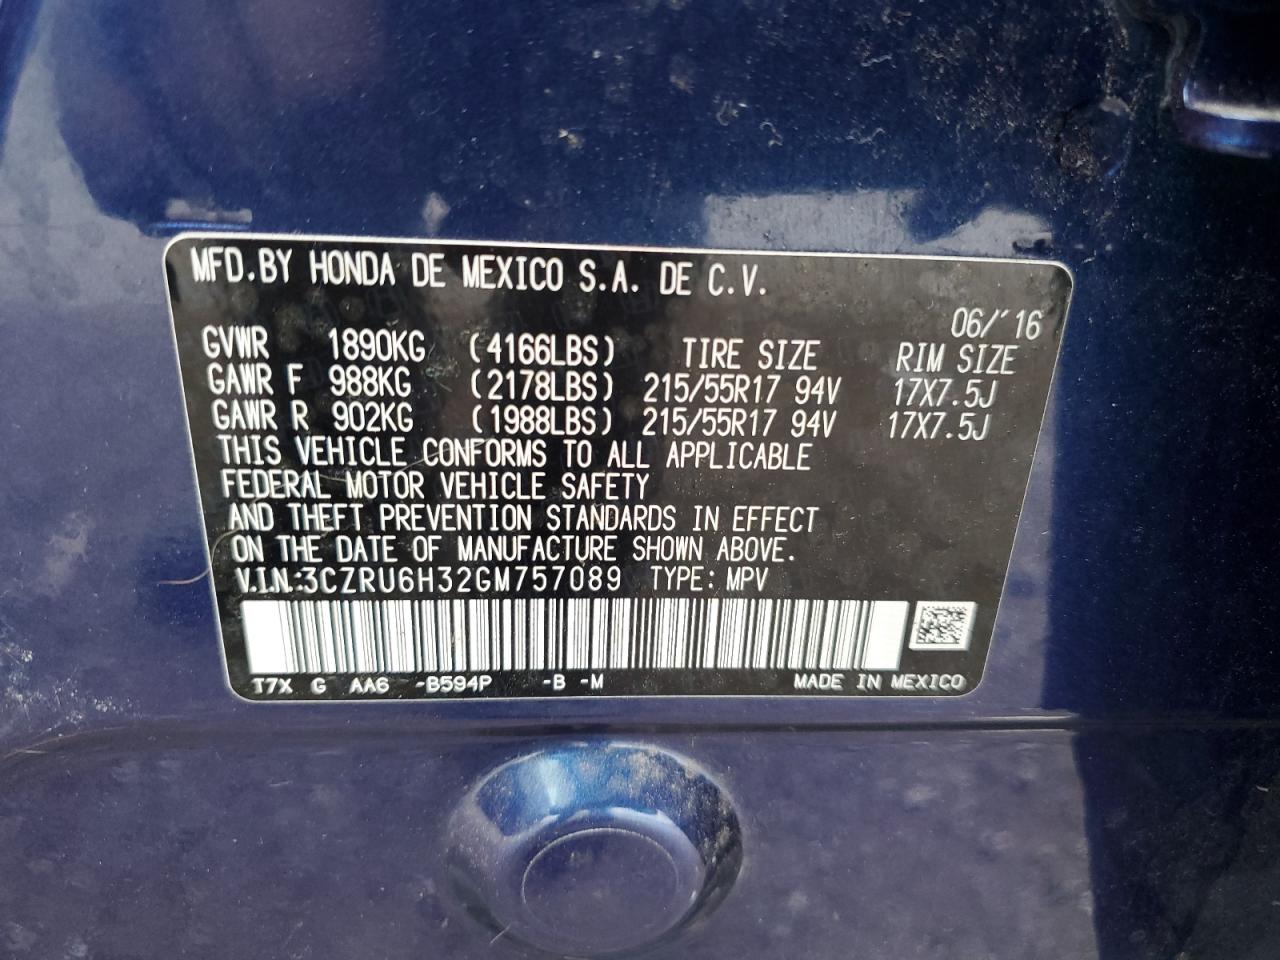 MFD.BY HONDA DE MEXICO S.A. DE C.V.
06/'16
GVWR 1890KG (4166LBS) TIRE SIZE RIM SIZE
GAWR F 988KG (2178LBS) 215/55R17 94V 17X7.5J
GAWR R 902KG (1988LBS) 215/55R17 94V 17X7.5J
THIS VEHICLE CONFORMS TO ALL APPLICABLE
FEDERAL MOTOR VEHICLE SAFETY
AND THEFT PREVENTION STANDARDS IN EFFECT
ON THE DATE OF MANUFACTURE SHOWN ABOVE.
V.I.N.:3CZRU6H32GM757089 TYPE: MPV
T7X G AA6 -B594P -B -M MADE IN MEXICO